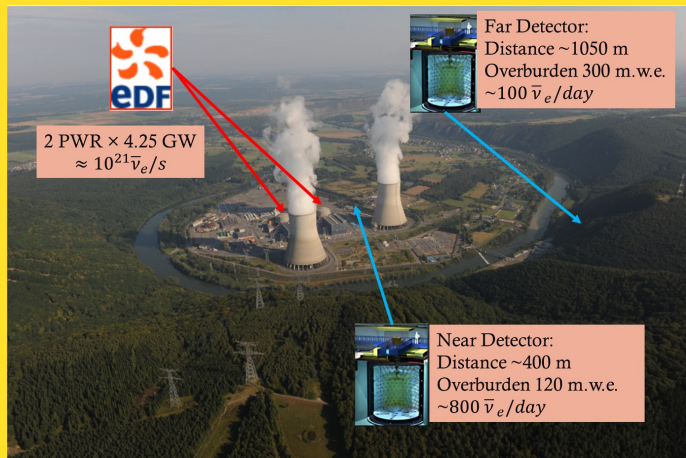 eDF
2 PWR × 4.25 GW
≈ 10²¹ν̅ₑ/s
Far Detector:
Distance ~1050 m
Overburden 300 m.w.e.
~100 ν̅ₑ/day
Near Detector:
Distance ~400 m
Overburden 120 m.w.e.
~800 ν̅ₑ/day